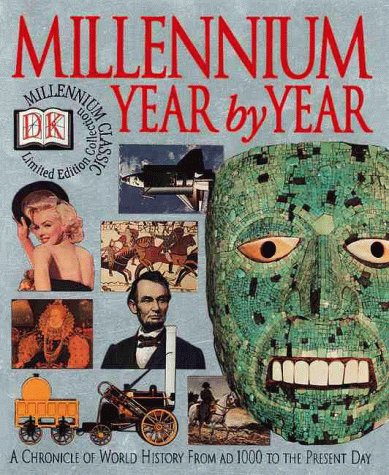 MILLENNIUM
YEAR by YEAR
MILLENNIUM CLASSIC
Limited Edition Collection
DK
A CHRONICLE OF WORLD HISTORY FROM AD 1000 TO THE PRESENT DAY